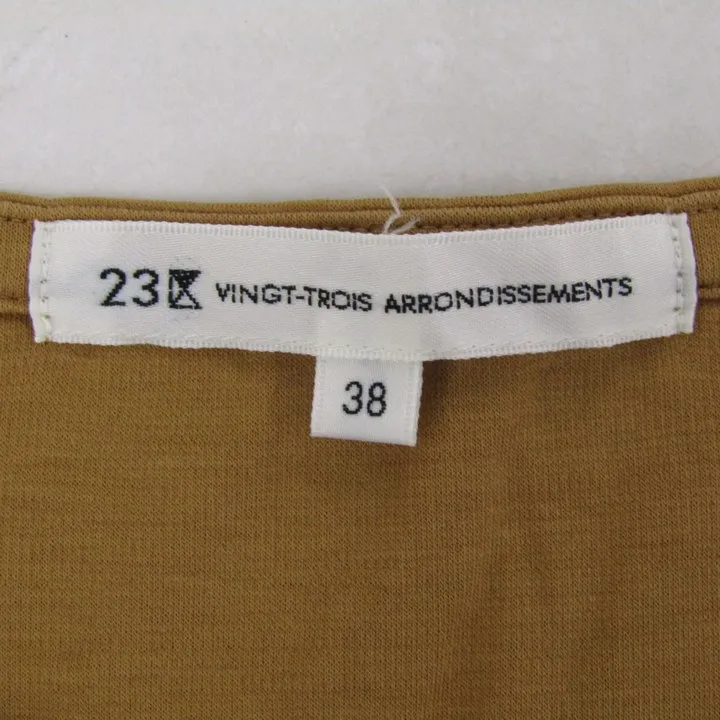 23区 VINGT-TROIS ARRONDISSEMENTS
38